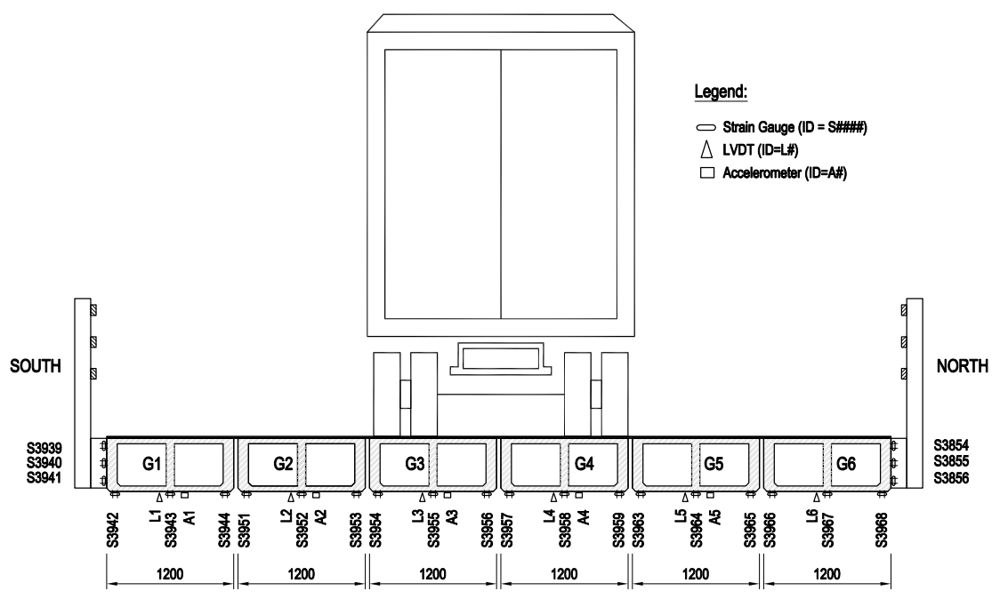 Legend:
Strain Gauge (ID = S####)
LVDT (ID=L#)
Accelerometer (ID=A#)
SOUTH
NORTH
S3939
S3940
S3941
G1
G2
G3
G4
G5
G6
S3854
S3855
S3856
S3942
L1
S3943
A1
S3944
S3951
L2
S3952
A2
S3953
S3954
L3
S3955
A3
S3956
S3957
L4
S3958
A4
S3959
S3963
L5
S3964
A5
S3965
S3966
L6
S3967
S3968
1200
1200
1200
1200
1200
1200